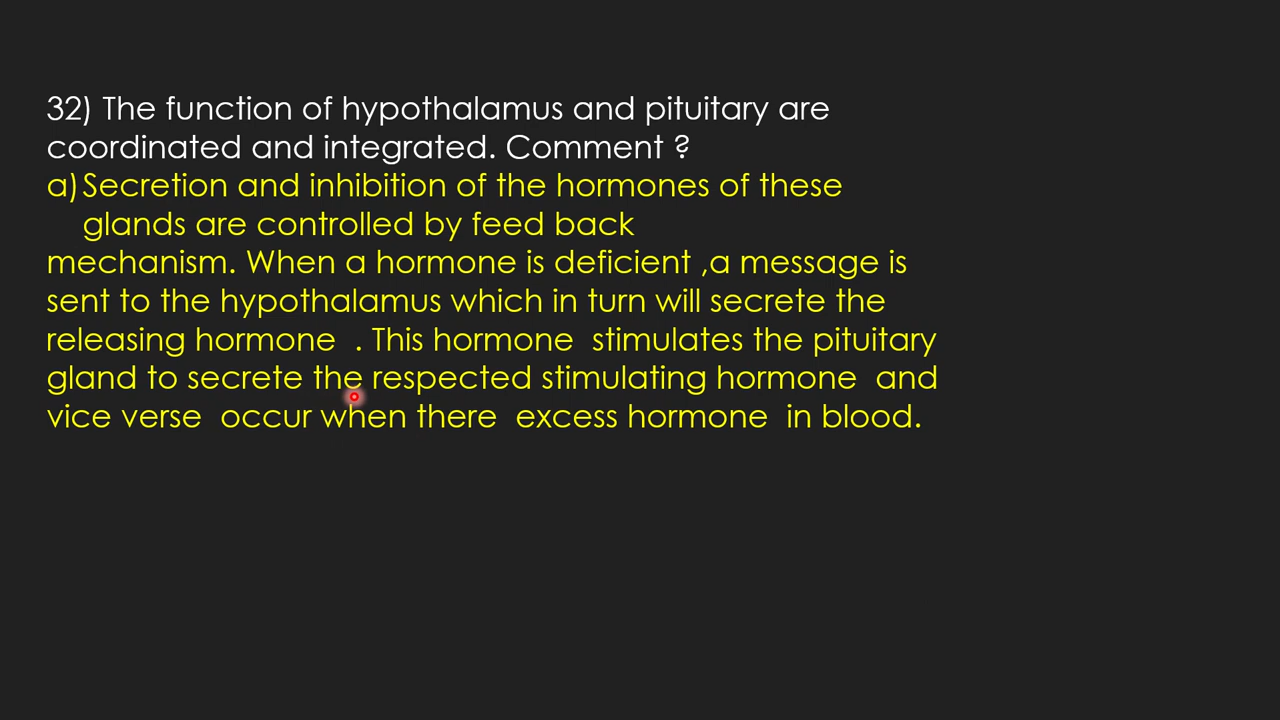 32) The function of hypothalamus and pituitary are
coordinated and integrated. Comment ?
a) Secretion and inhibition of the hormones of these
glands are controlled by feed back
mechanism. When a hormone is deficient ,a message is
sent to the hypothalamus which in turn will secrete the
releasing hormone  . This hormone  stimulates the pituitary
gland to secrete the respected stimulating hormone  and
vice verse  occur when there  excess hormone  in blood.